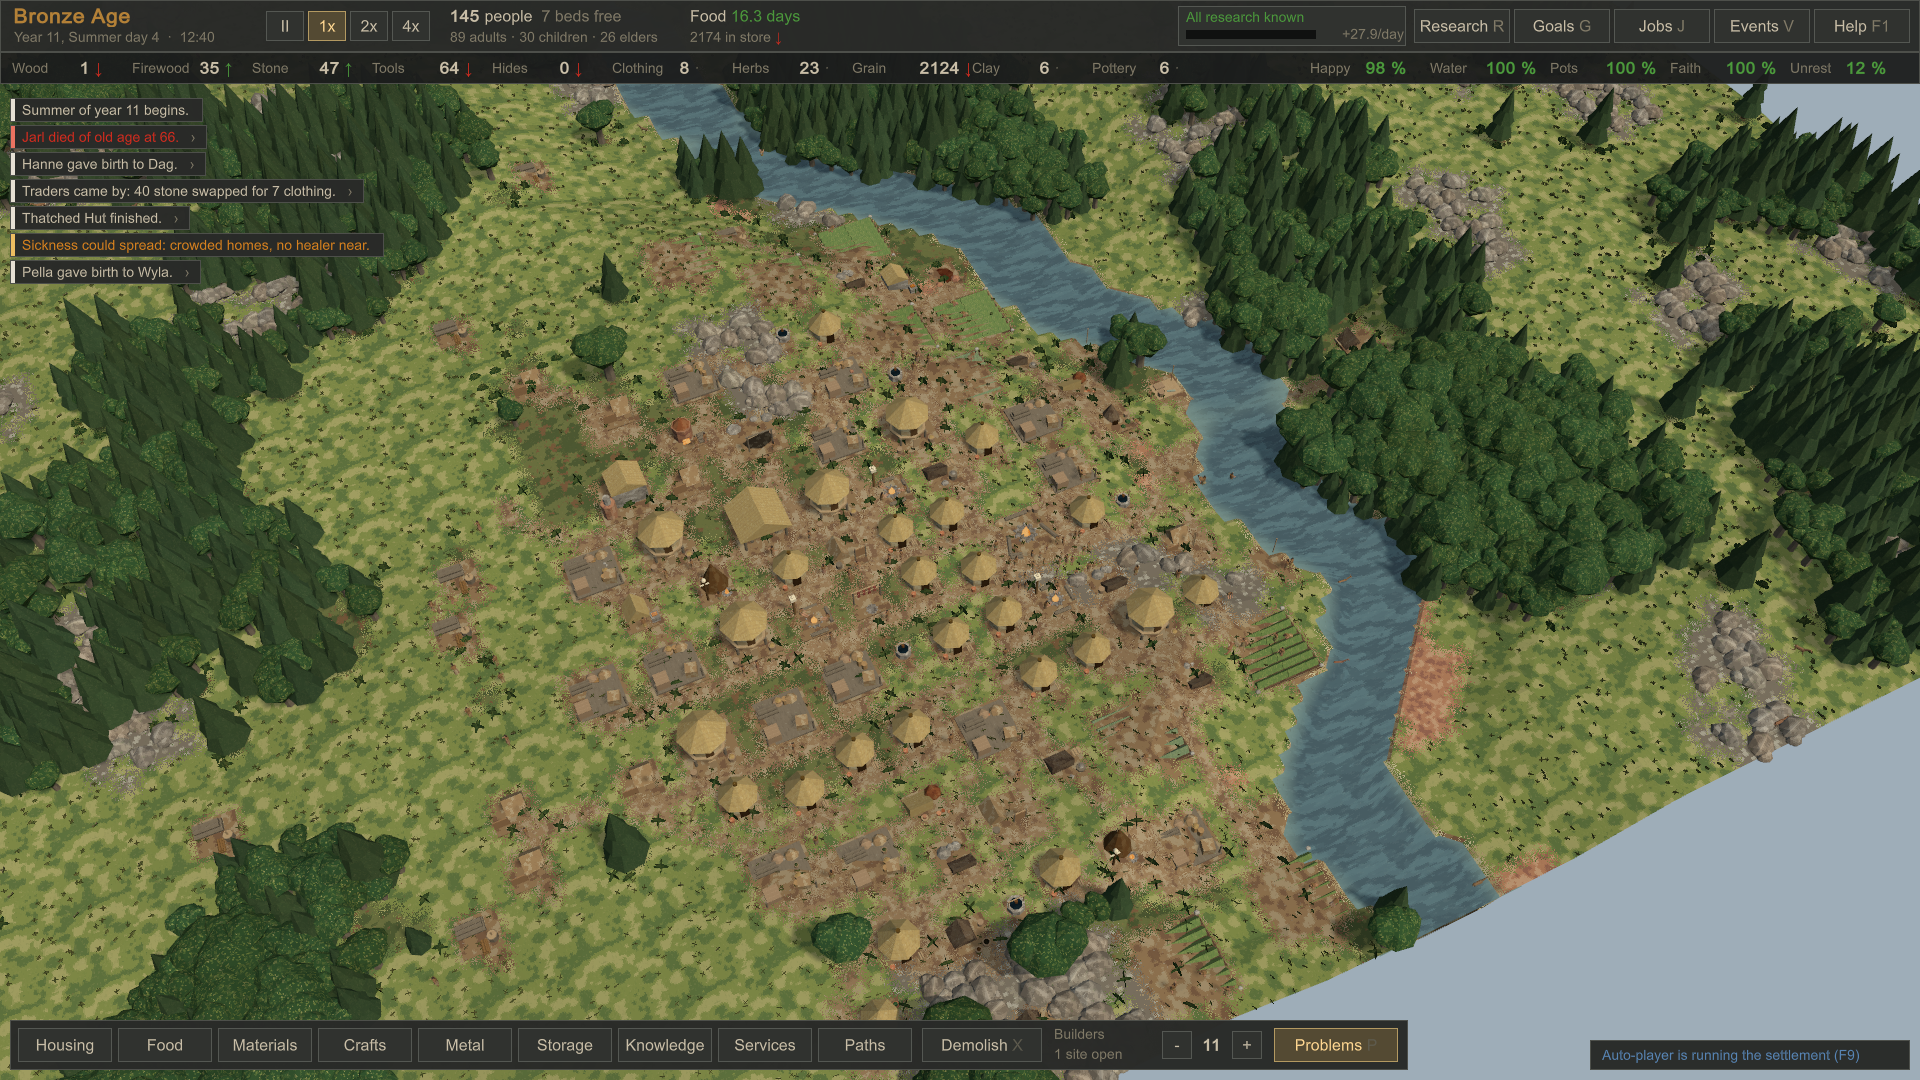 Bronze Age
Year 11, Summer day 4 · 12:40
II 1x 2x 4x
145 people 7 beds free
89 adults · 30 children · 26 elders
Food 16.3 days
2174 in store ↓
All research known
+27.9/day
Research R
Goals G
Jobs J
Events V
Help F1
Wood 1 ↓ Firewood 35 ↑ Stone 47 ↑ Tools 64 ↓ Hides 0 ↓ Clothing 8 · Herbs 23 · Grain 2124 ↓ Clay 6 · Pottery 6 · Happy 98 % Water 100 % Pots 100 % Faith 100 % Unrest 12 %
Summer of year 11 begins.
Jarl died of old age at 66. ›
Hanne gave birth to Dag. ›
Traders came by: 40 stone swapped for 7 clothing. ›
Thatched Hut finished. ›
Sickness could spread: crowded homes, no healer near.
Pella gave birth to Wyla. ›
Housing
Food
Materials
Crafts
Metal
Storage
Knowledge
Services
Paths
Demolish X
Builders
1 site open
- 11 +
Problems P
Auto-player is running the settlement (F9)